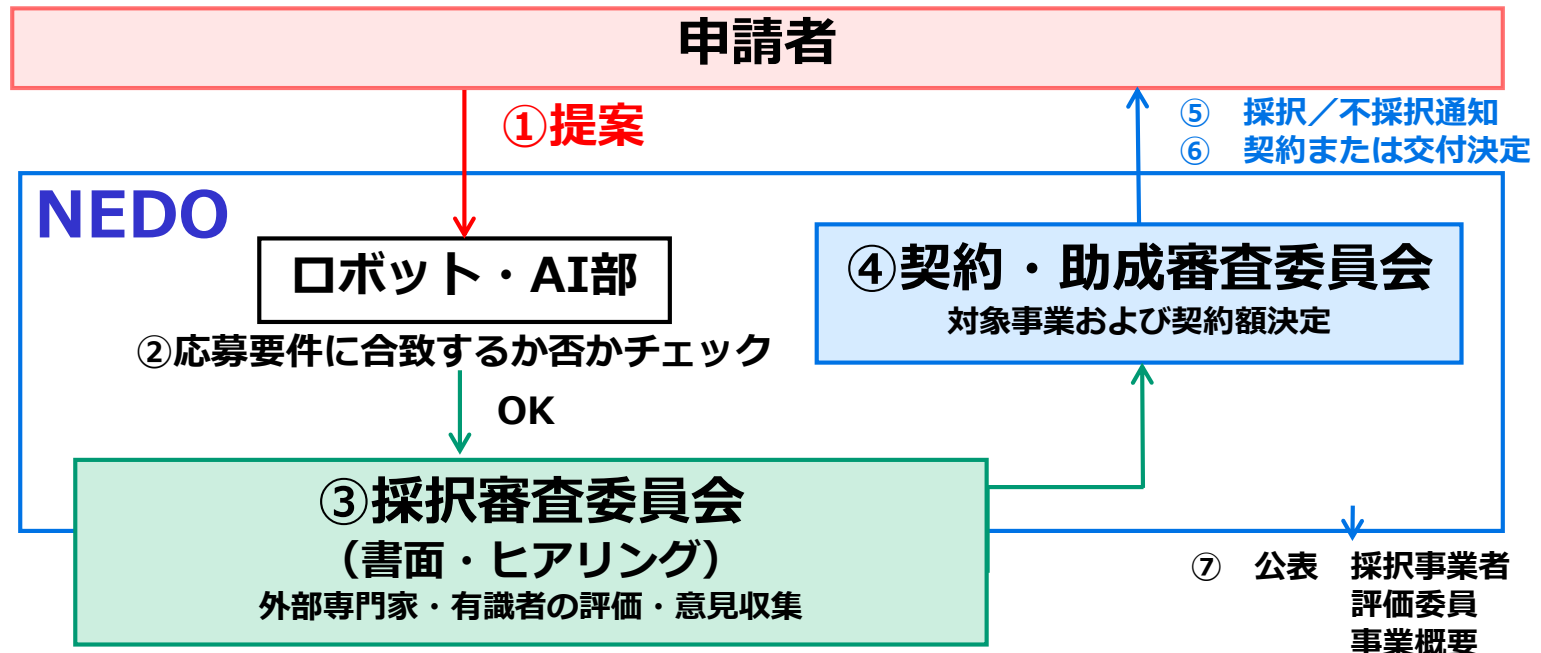 申請者
①提案
⑤ 採択／不採択通知
⑥ 契約または交付決定
NEDO
ロボット・AI部
②応募要件に合致するか否かチェック
OK
③採択審査委員会
（書面・ヒアリング）
外部専門家・有識者の評価・意見収集
④契約・助成審査委員会
対象事業および契約額決定
⑦ 公表 採択事業者
評価委員
事業概要